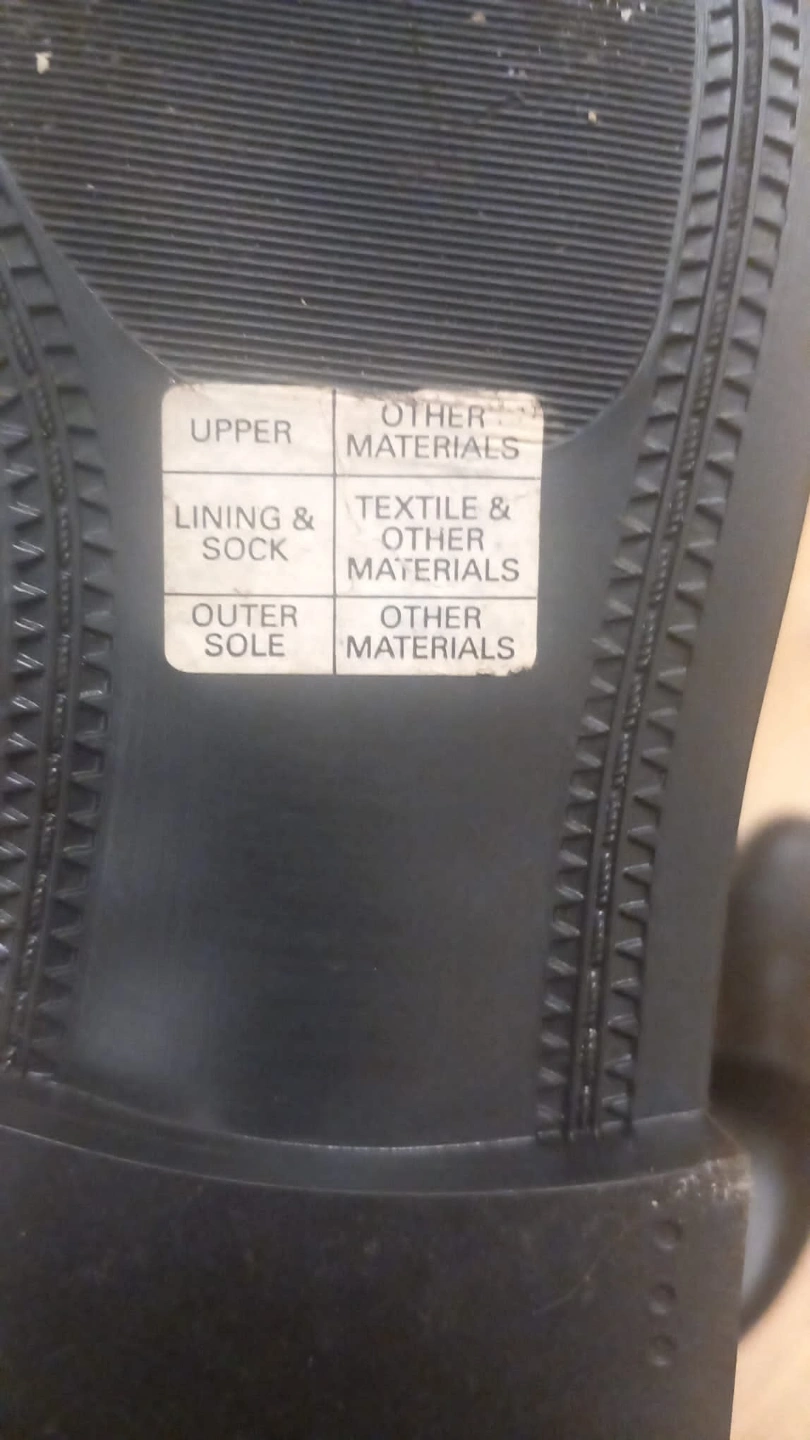 UPPER
OTHER
MATERIALS
LINING &
SOCK
TEXTILE &
OTHER
MATERIALS
OUTER
SOLE
OTHER
MATERIALS